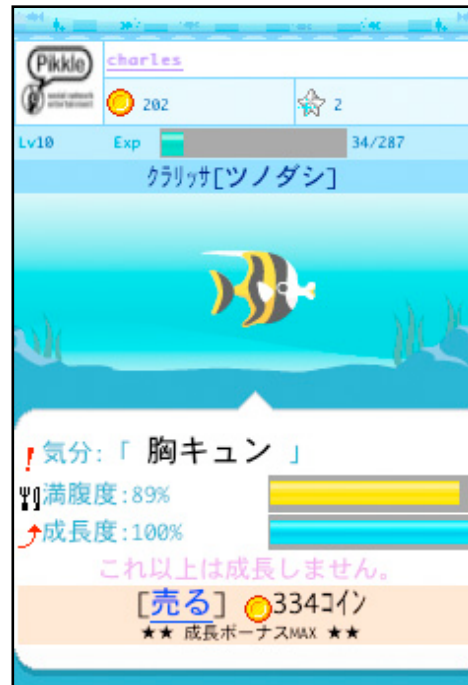 Pikkle
social network
entertainment
charles
202
2
Lv10 Exp 34/287
クラリッサ[ツノダシ]
!気分:「 胸キュン 」
満腹度:89%
成長度:100%
これ以上は成長しません。
[売る] 334コイン
★★ 成長ボーナスMAX ★★